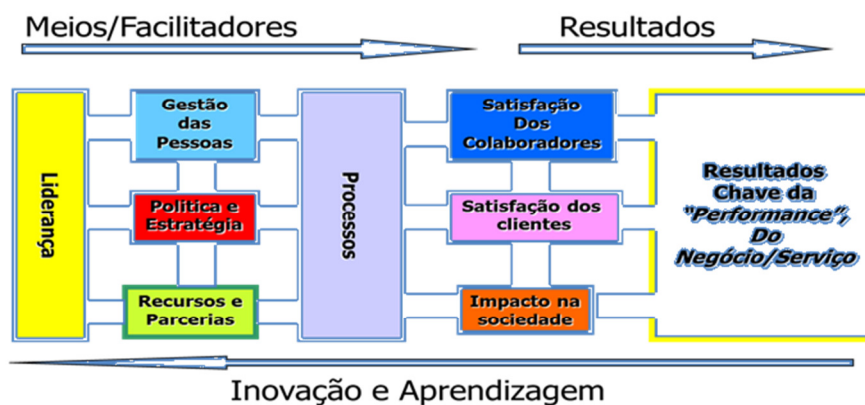 Meios/Facilitadores
Resultados
Liderança
Gestão
das
Pessoas
Política e
Estratégia
Recursos e
Parcerias
Processos
Satisfação
Dos
Colaboradores
Satisfação dos
clientes
Impacto na
sociedade
Resultados
Chave da
“Performance”,
Do
Negócio/Serviço
Inovação e Aprendizagem